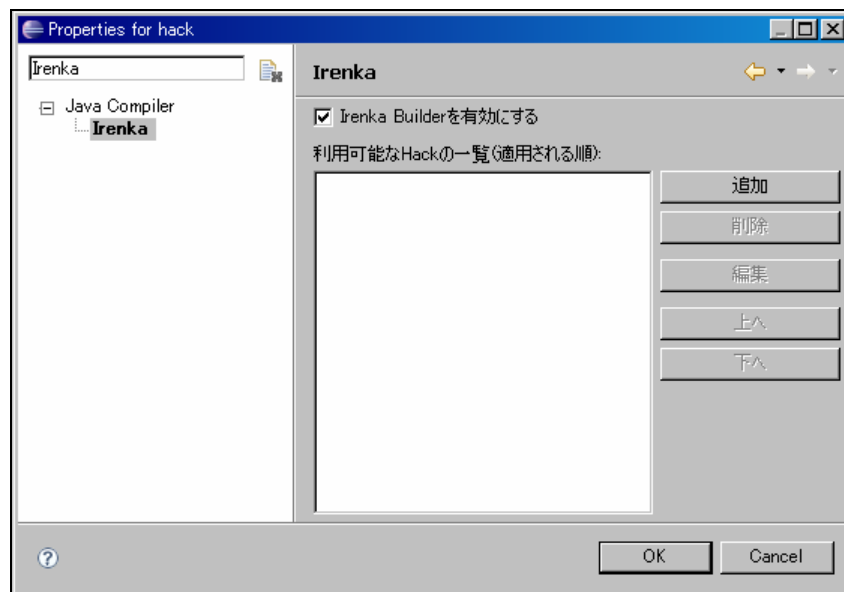 Properties for hack
Irenka
Java Compiler
Irenka
Irenka
Irenka Builderを有効にする
利用可能なHackの一覧(適用される順):
追加
削除
編集
上へ
下へ
OK
Cancel